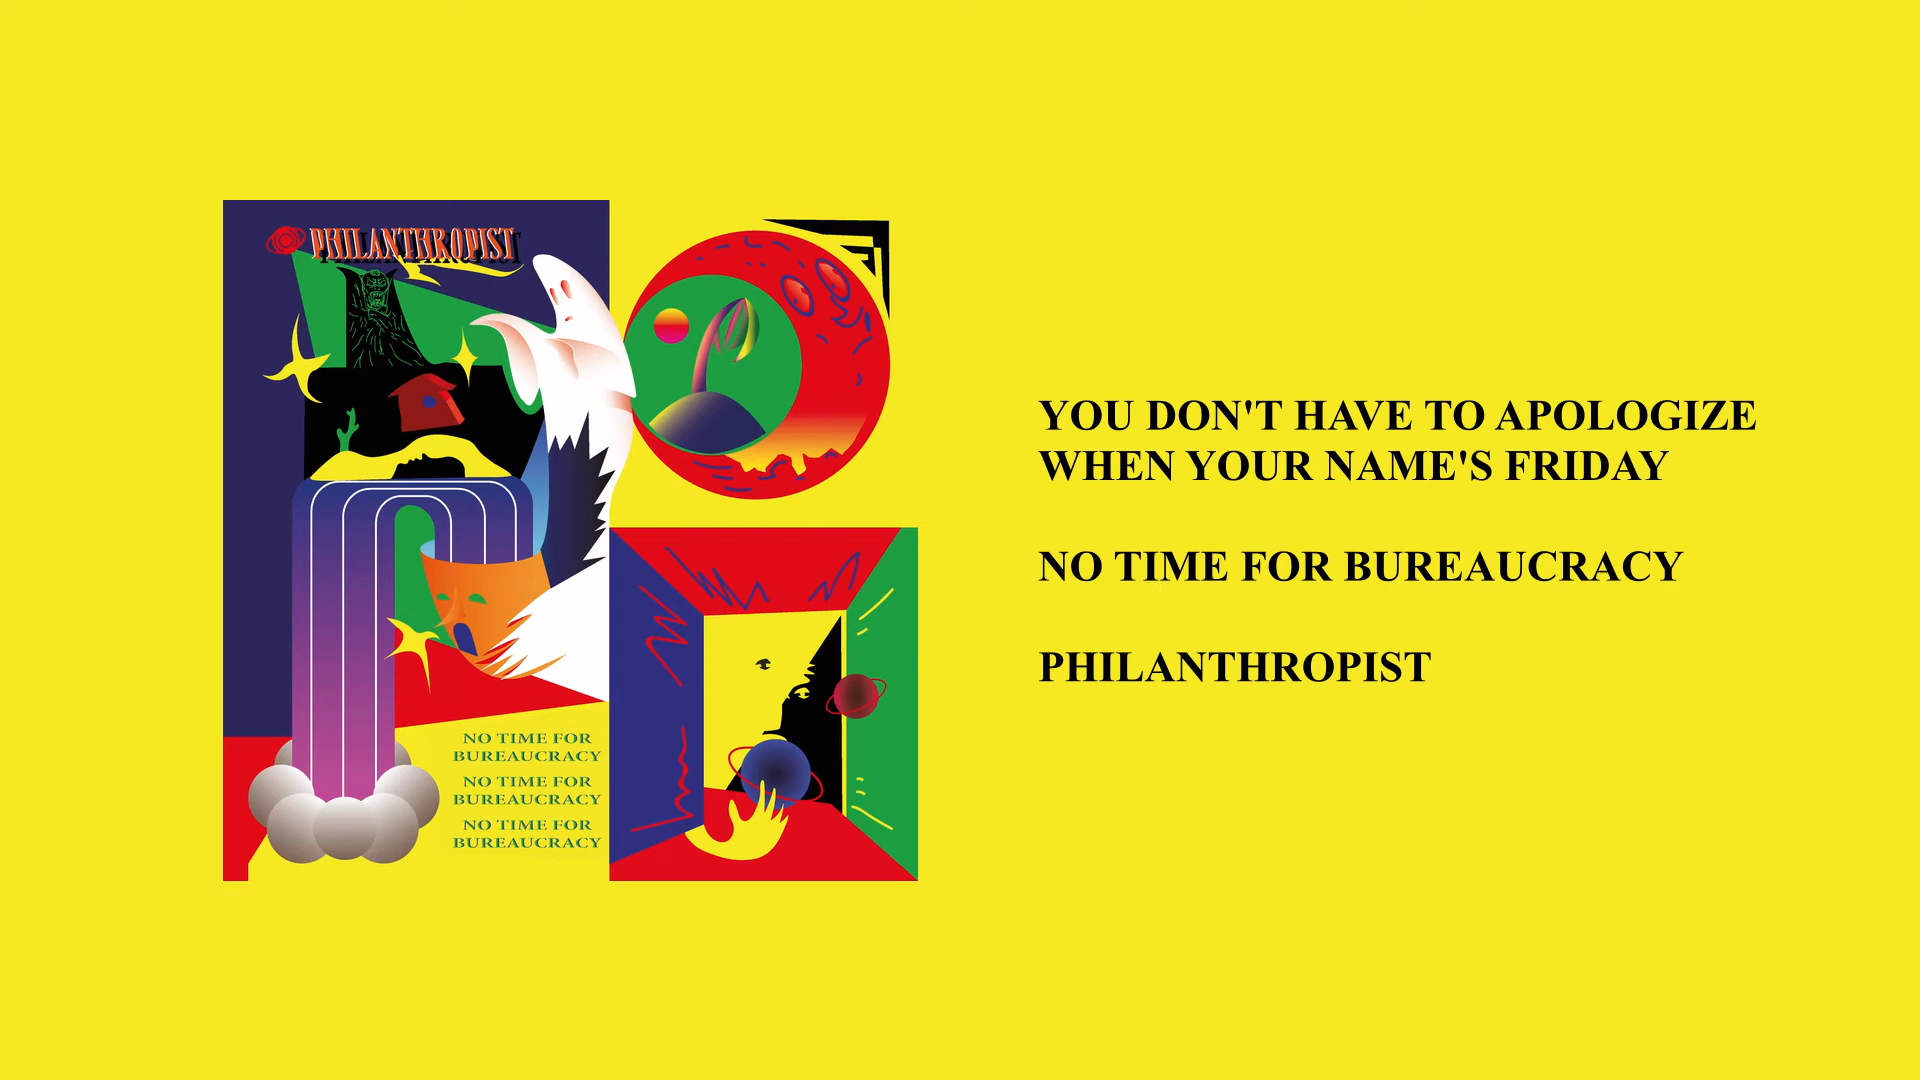 PHILANTHROPIST
NO TIME FOR
BUREAUCRACY
NO TIME FOR
BUREAUCRACY
NO TIME FOR
BUREAUCRACY
YOU DON'T HAVE TO APOLOGIZE
WHEN YOUR NAME'S FRIDAY
NO TIME FOR BUREAUCRACY
PHILANTHROPIST